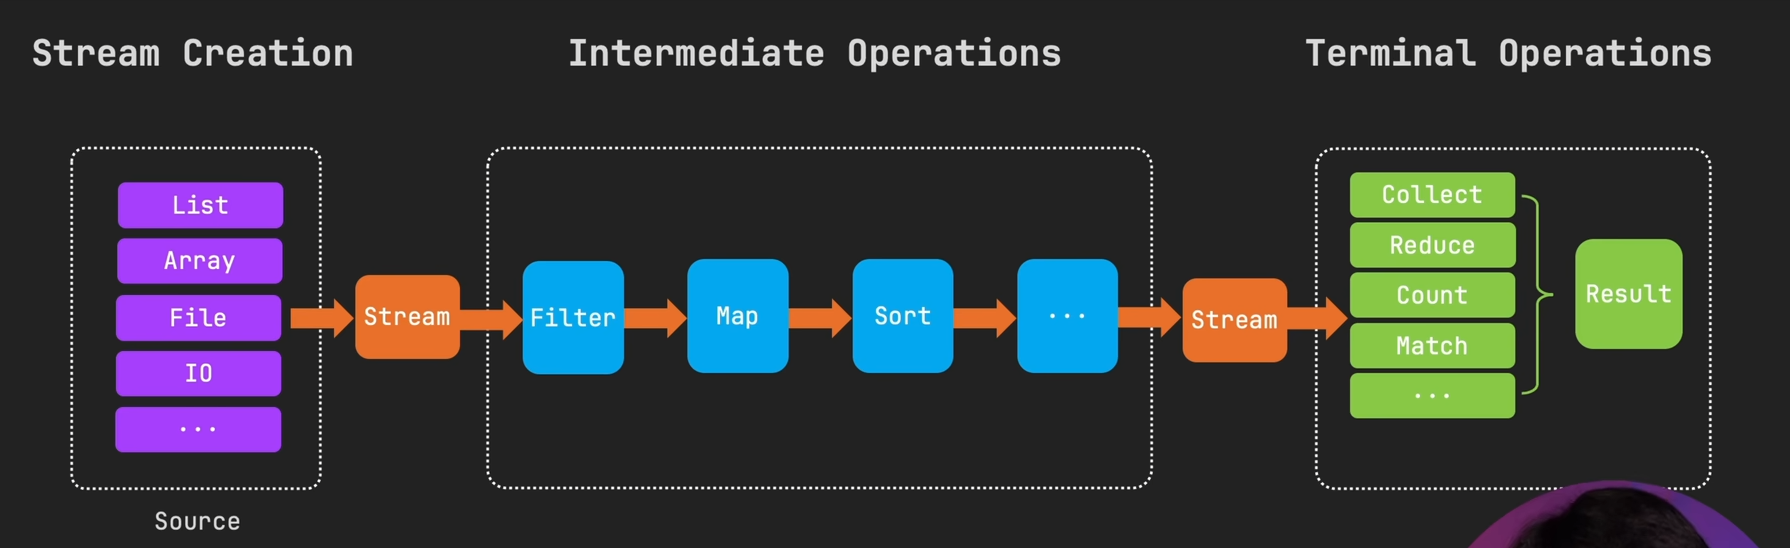 Stream Creation
Intermediate Operations
Terminal Operations
List
Array
File
IO
...
Source
Stream
Filter
Map
Sort
...
Stream
Collect
Reduce
Count
Match
...
Result